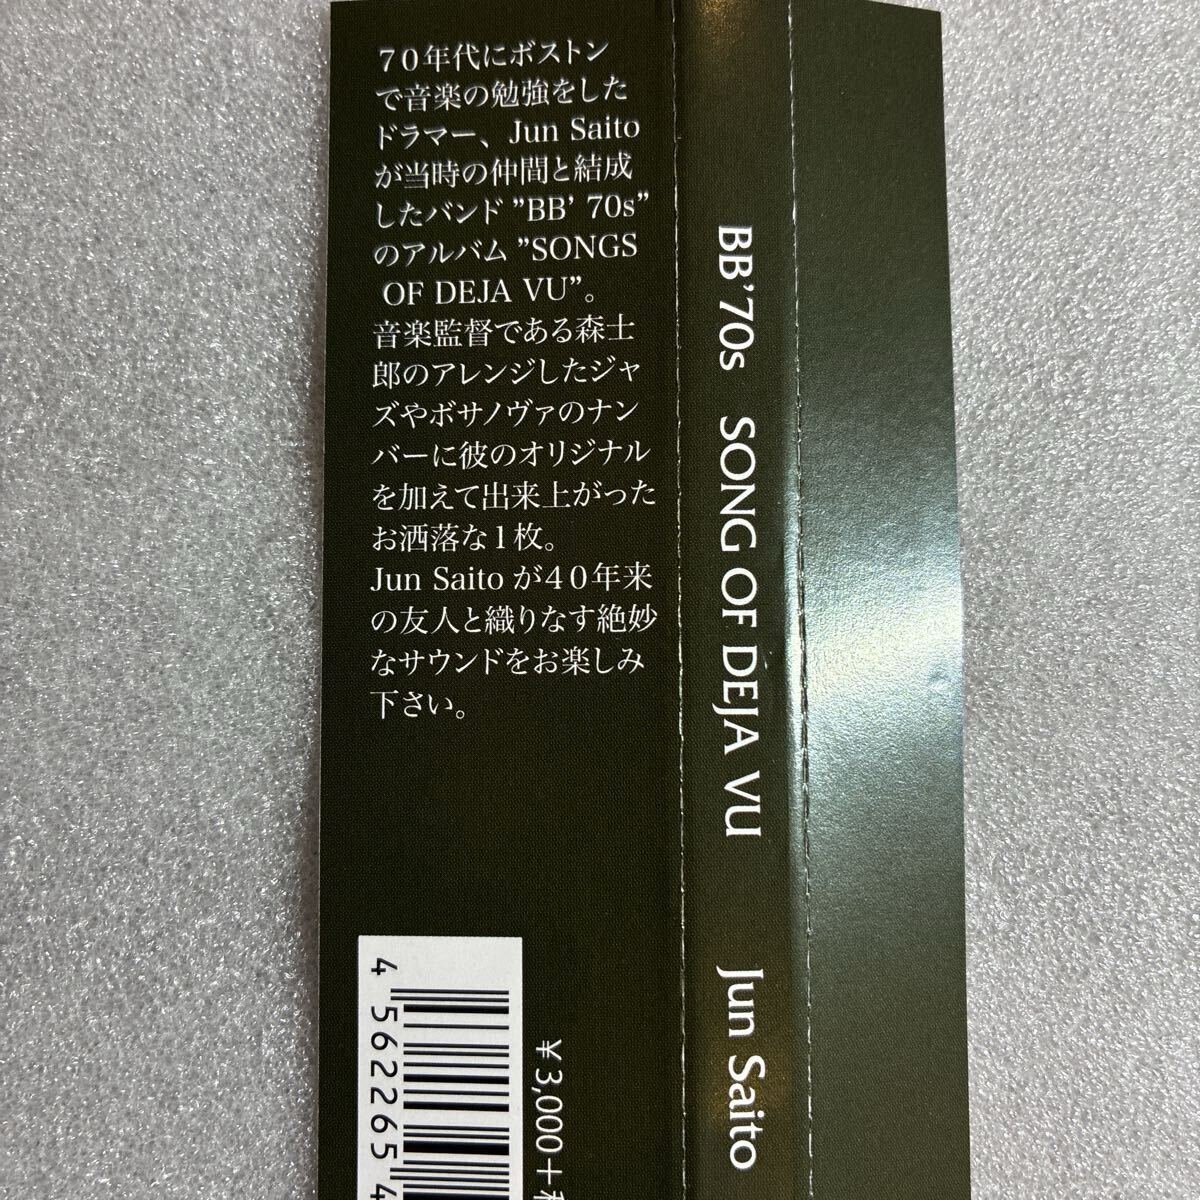 ７０年代にボストン
で音楽の勉強をした
ドラマー、Jun Saito
が当時の仲間と結成
したバンド ”BB’ 70s”
のアルバム ”SONGS
OF DEJA VU”。
音楽監督である森士
郎のアレンジしたジャ
ズやボサノヴァのナン
バーに彼のオリジナル
を加えて出来上がった
お洒落な１枚。
Jun Saito が４０年来
の友人と織りなす絶妙
なサウンドをお楽しみ
下さい。
BB’70s SONG OF DEJA VU Jun Saito
¥3,000+
4 562265 4